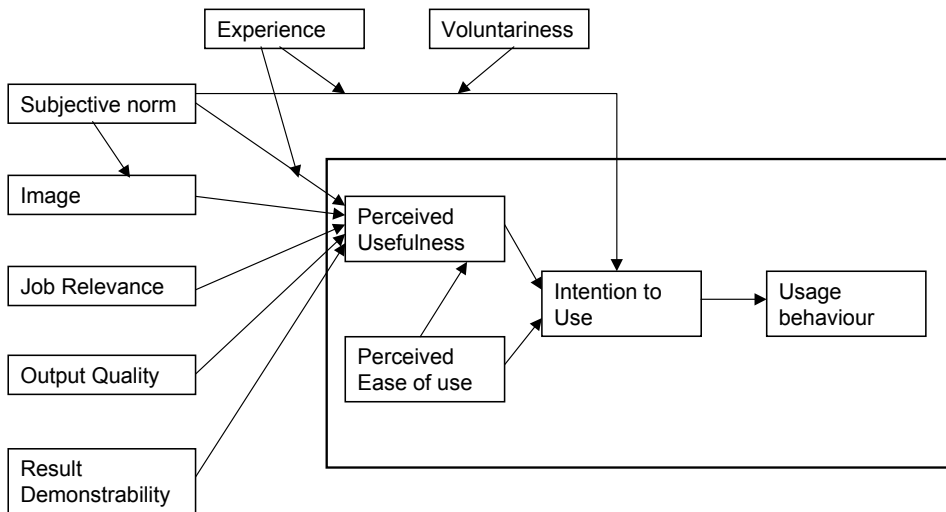 Experience
Voluntariness
Subjective norm
Image
Perceived
Usefulness
Job Relevance
Intention to
Use
Usage
behaviour
Perceived
Ease of use
Output Quality
Result
Demonstrability